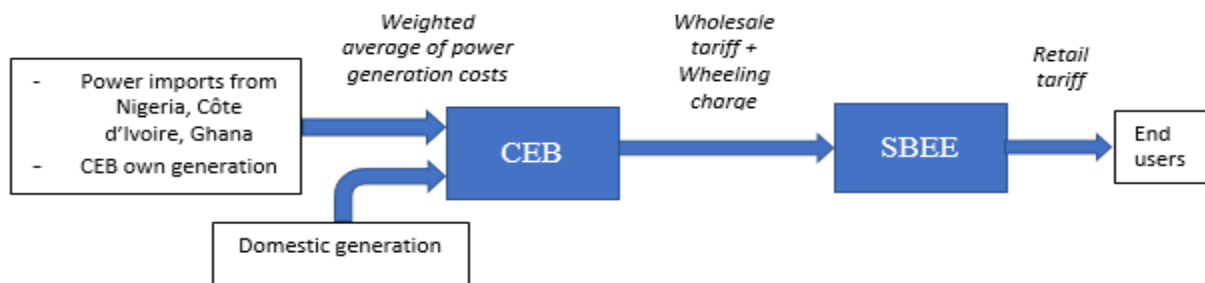 Weighted
average of power
generation costs
Wholesale
tariff +
Wheeling
charge
Retail
tariff
- Power imports from
Nigeria, Côte
d'Ivoire, Ghana
- CEB own generation
CEB
SBEE
End
users
Domestic generation